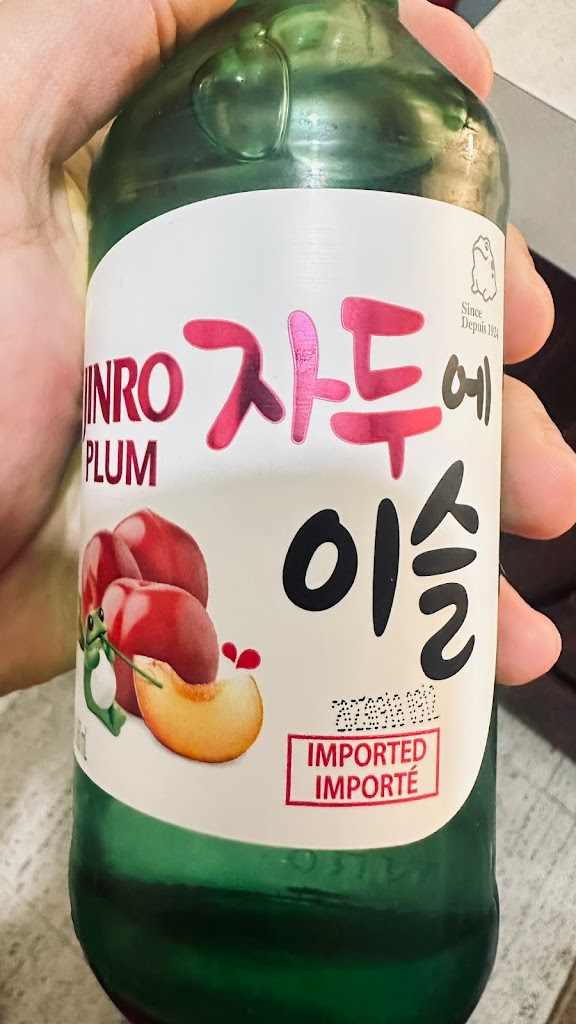 Since
Depuis 1924
자두에
JINRO
PLUM
이슬
IMPORTED
IMPORTÉ